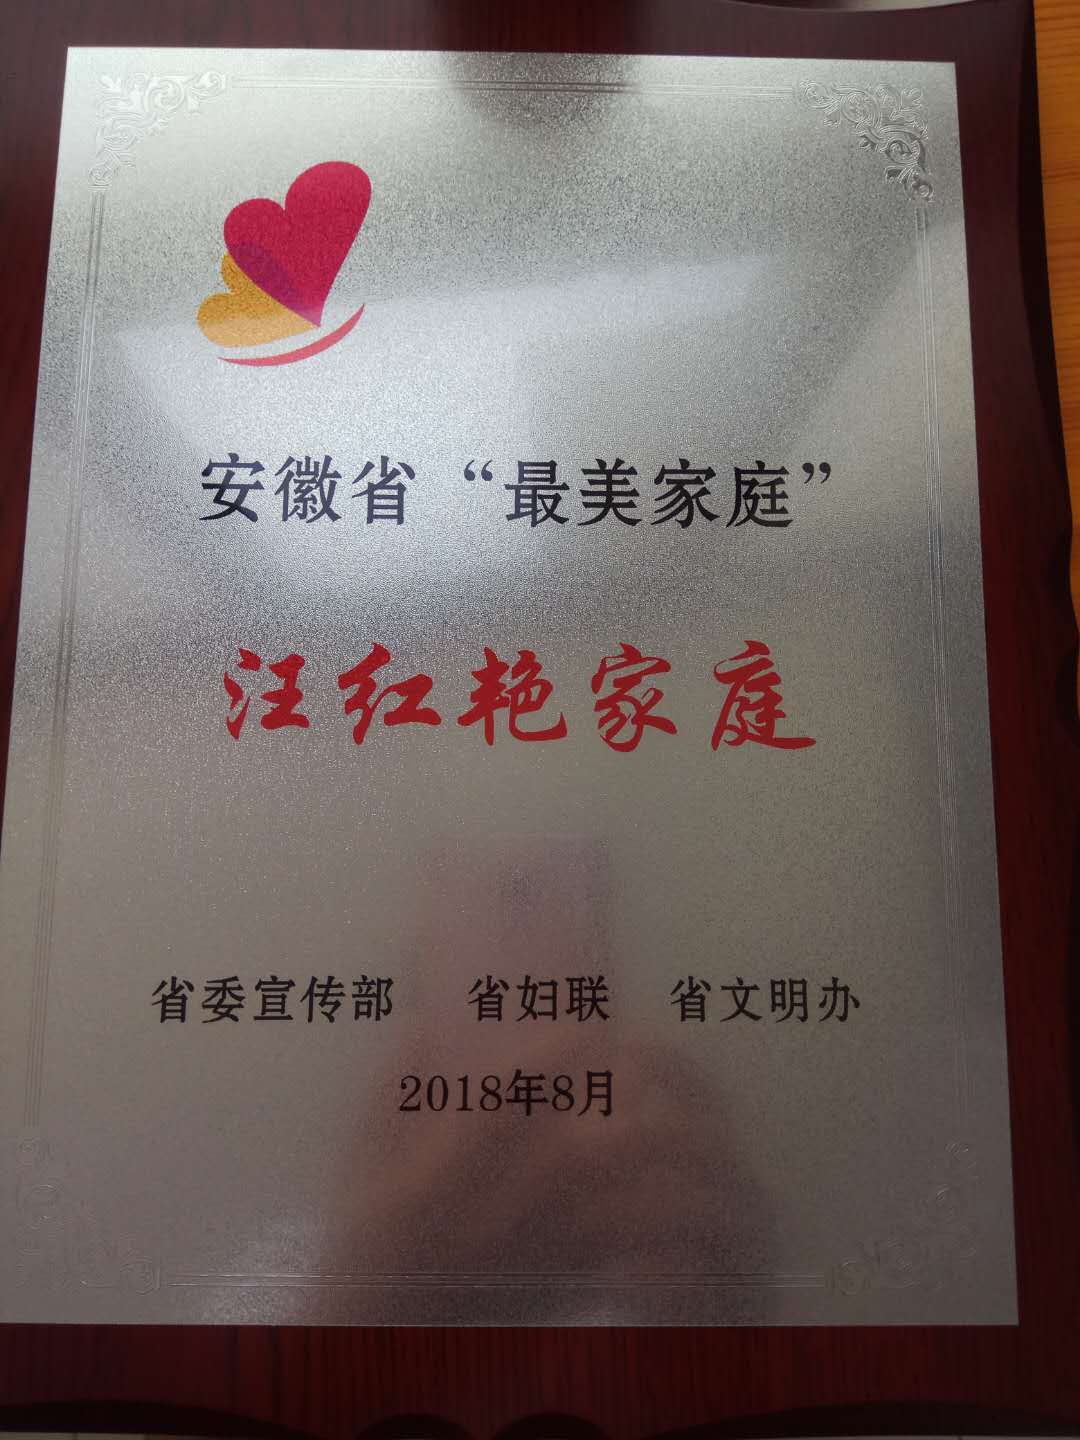 安徽省“最美家庭”
汪红艳家庭
省委宣传部 省妇联 省文明办
2018年8月